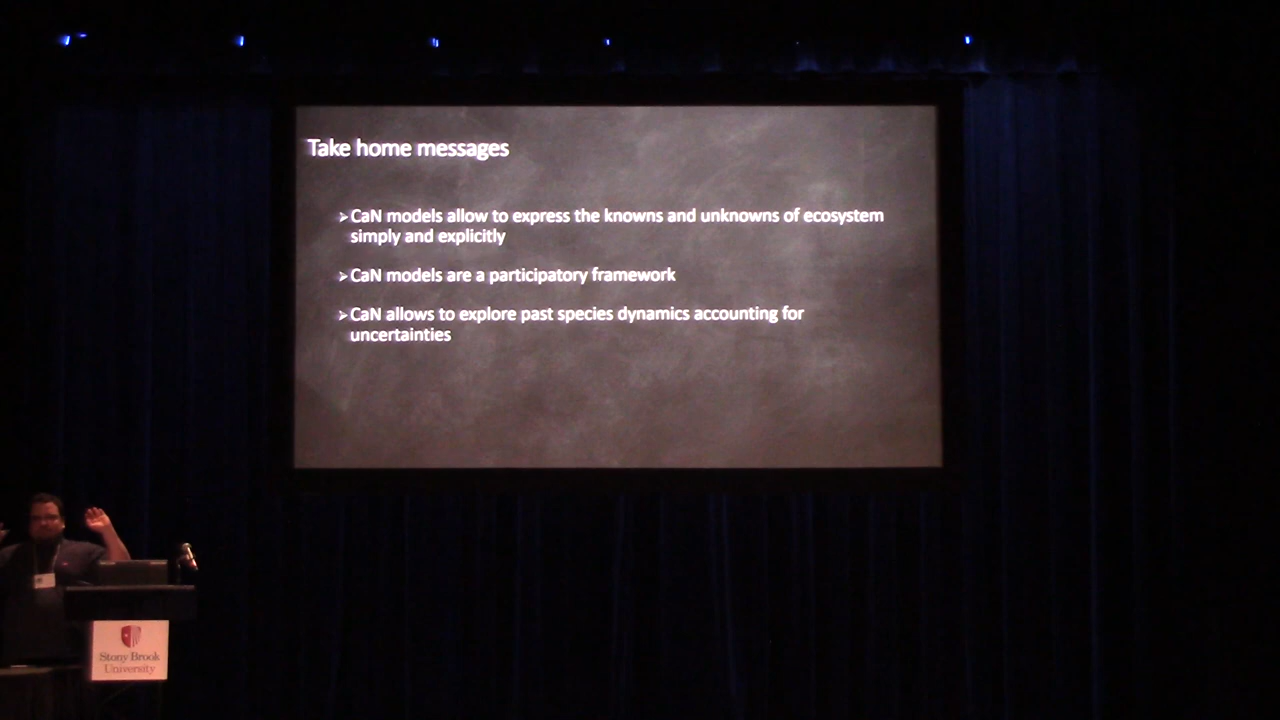 Take home messages
➢CaN models allow to express the knowns and unknowns of ecosystem
simply and explicitly
➢CaN models are a participatory framework
➢CaN allows to explore past species dynamics accounting for
uncertainties
Stony Brook
University